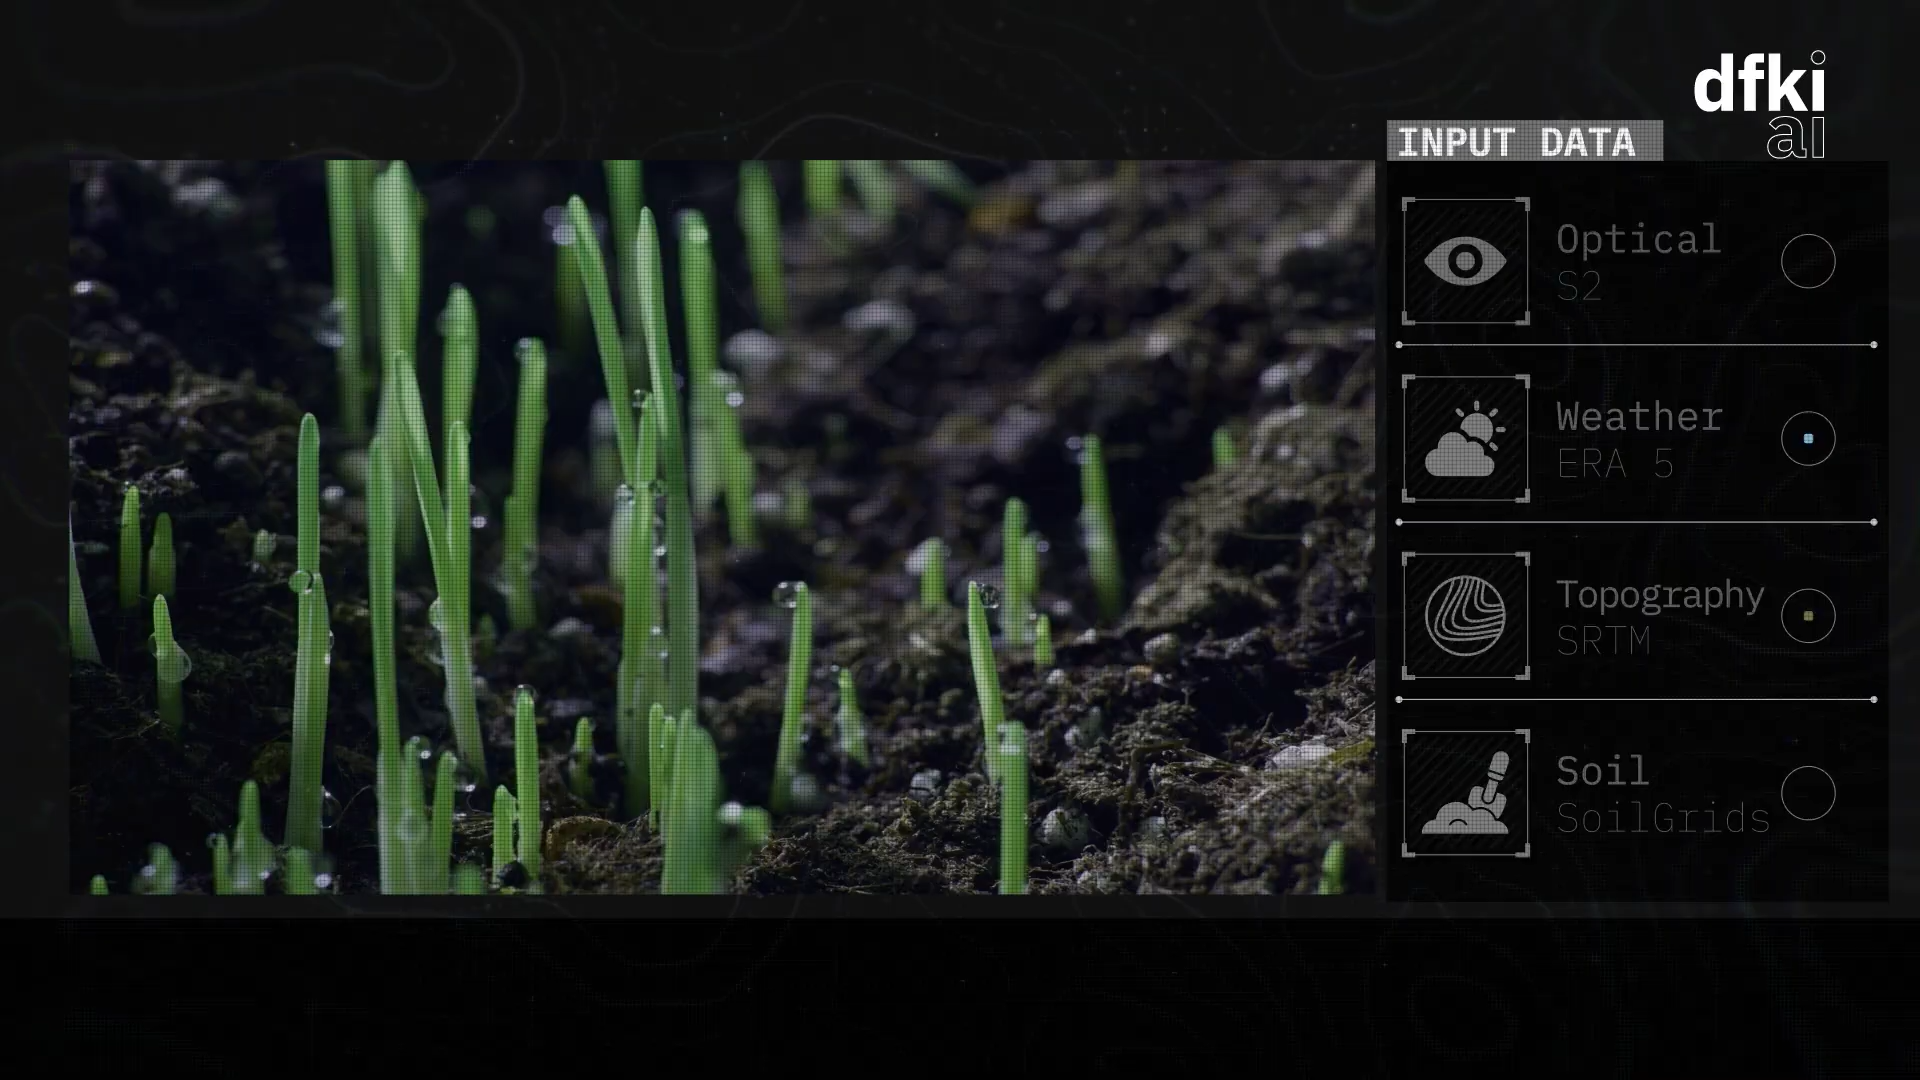 dfki
ai
INPUT DATA
Optical
S2
Weather
ERA 5
Topography
SRTM
Soil
SoilGrids